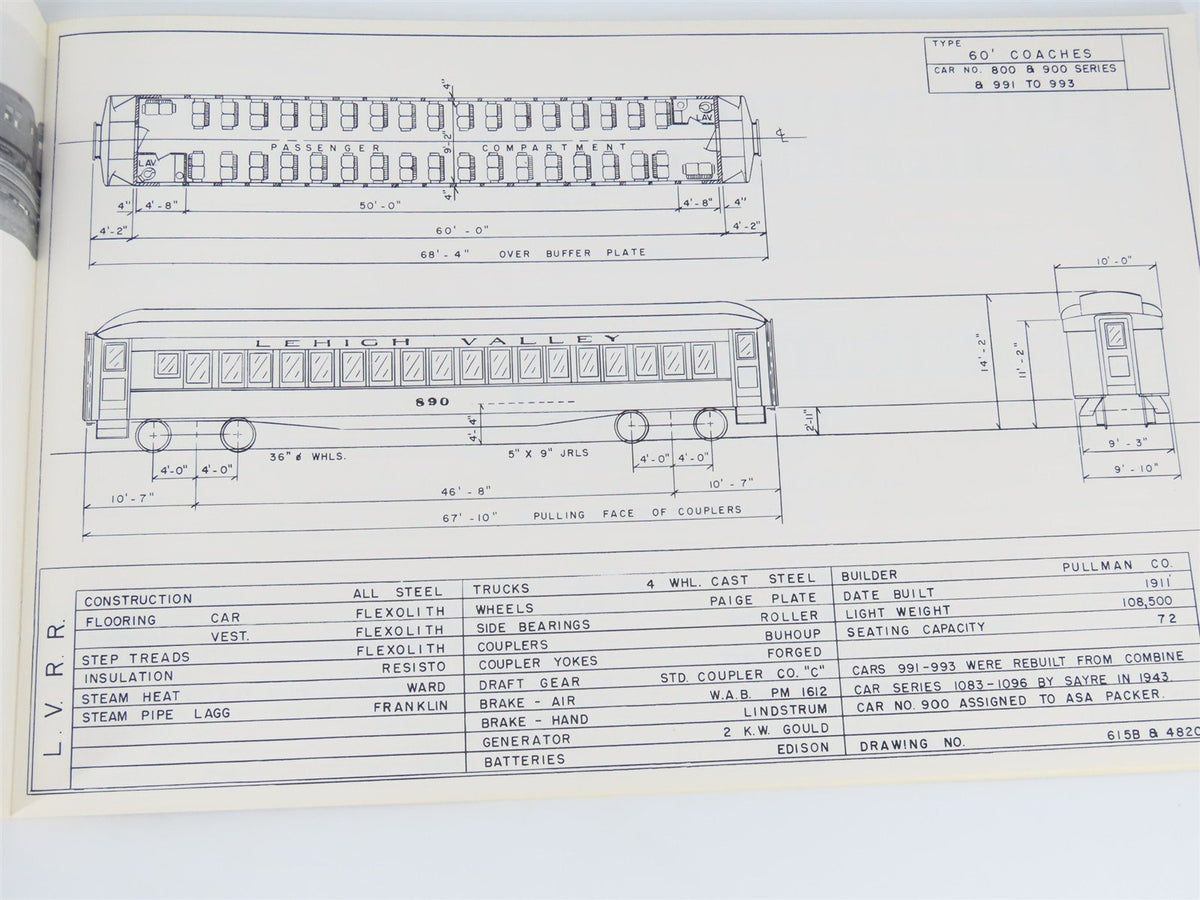 TYPE
60' COACHES
CAR NO. 800 & 900 SERIES
& 991 TO 993
4"
LAV.
℄
PASSENGER COMPARTMENT
9'-2"
LAV.
4"
4" 4'-8" 50'-0" 4'-8" 4"
4'-2" 60'-0" 4'-2"
68'-4" OVER BUFFER PLATE
10'-0"
LEHIGH VALLEY
14'-2"
11'-2"
890
4'-4"
2'-11"
36" ø WHLS. 5" X 9" JRLS
4'-0" 4'-0" 4'-0" 4'-0"
9'-3"
9'-10"
10'-7" 46'-8" 10'-7"
67'-10" PULLING FACE OF COUPLERS
L. V. R. R.
CONSTRUCTION ALL STEEL
FLOORING CAR FLEXOLITH
VEST. FLEXOLITH
STEP TREADS FLEXOLITH
INSULATION RESISTO
STEAM HEAT WARD
STEAM PIPE LAGG FRANKLIN
TRUCKS 4 WHL. CAST STEEL
WHEELS PAIGE PLATE
SIDE BEARINGS ROLLER
COUPLERS BUHOUP
COUPLER YOKES FORGED
DRAFT GEAR STD. COUPLER CO. "C"
BRAKE - AIR W.A.B. PM 1612
BRAKE - HAND LINDSTRUM
GENERATOR 2 K.W. GOULD
BATTERIES EDISON
BUILDER PULLMAN CO.
DATE BUILT 1911
LIGHT WEIGHT 108,500
SEATING CAPACITY 72
CARS 991-993 WERE REBUILT FROM COMBINE
CAR SERIES 1083-1096 BY SAYRE IN 1943.
CAR NO. 900 ASSIGNED TO ASA PACKER.
DRAWING NO. 615B & 4820